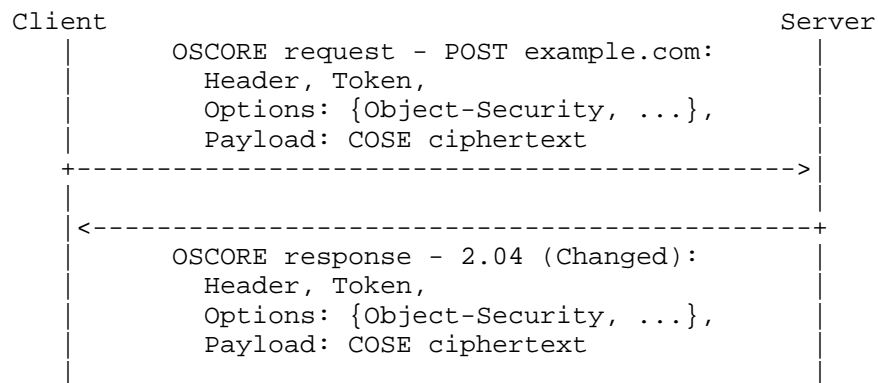 Client Server
OSCORE request - POST example.com:
Header, Token,
Options: {Object-Security, ...},
Payload: COSE ciphertext
+--------------------------------------------->|
|<---------------------------------------------+
OSCORE response - 2.04 (Changed):
Header, Token,
Options: {Object-Security, ...},
Payload: COSE ciphertext